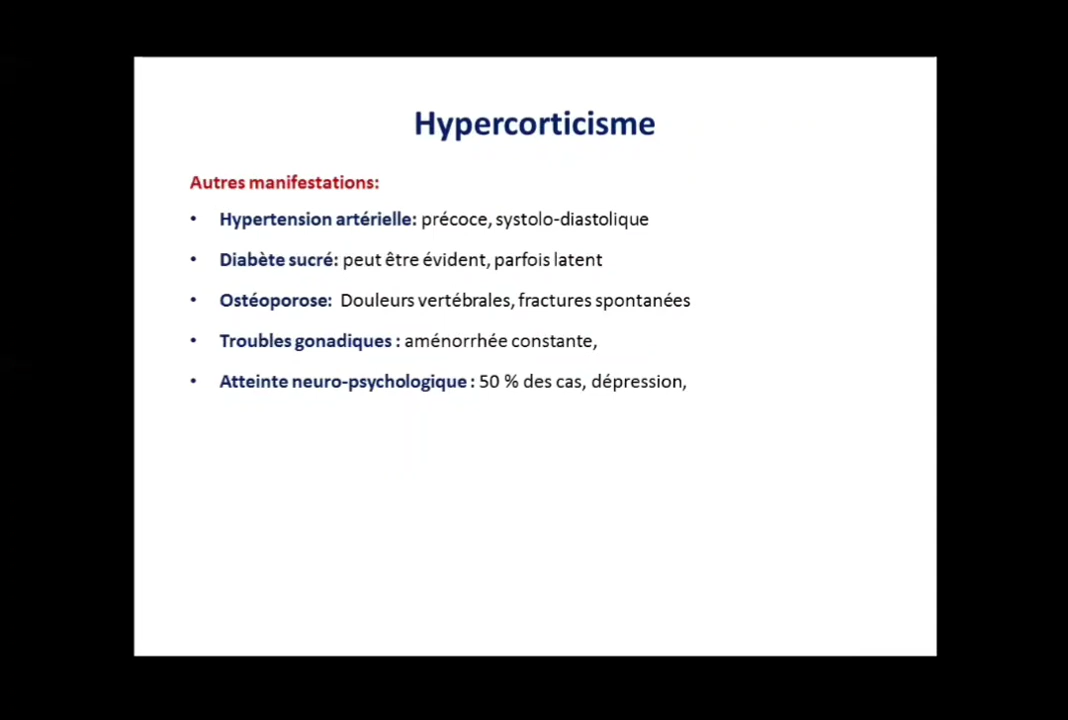 Hypercorticisme
Autres manifestations:
• Hypertension artérielle: précoce, systolo-diastolique
• Diabète sucré: peut être évident, parfois latent
• Ostéoporose: Douleurs vertébrales, fractures spontanées
• Troubles gonadiques : aménorrhée constante,
• Atteinte neuro-psychologique : 50 % des cas, dépression,